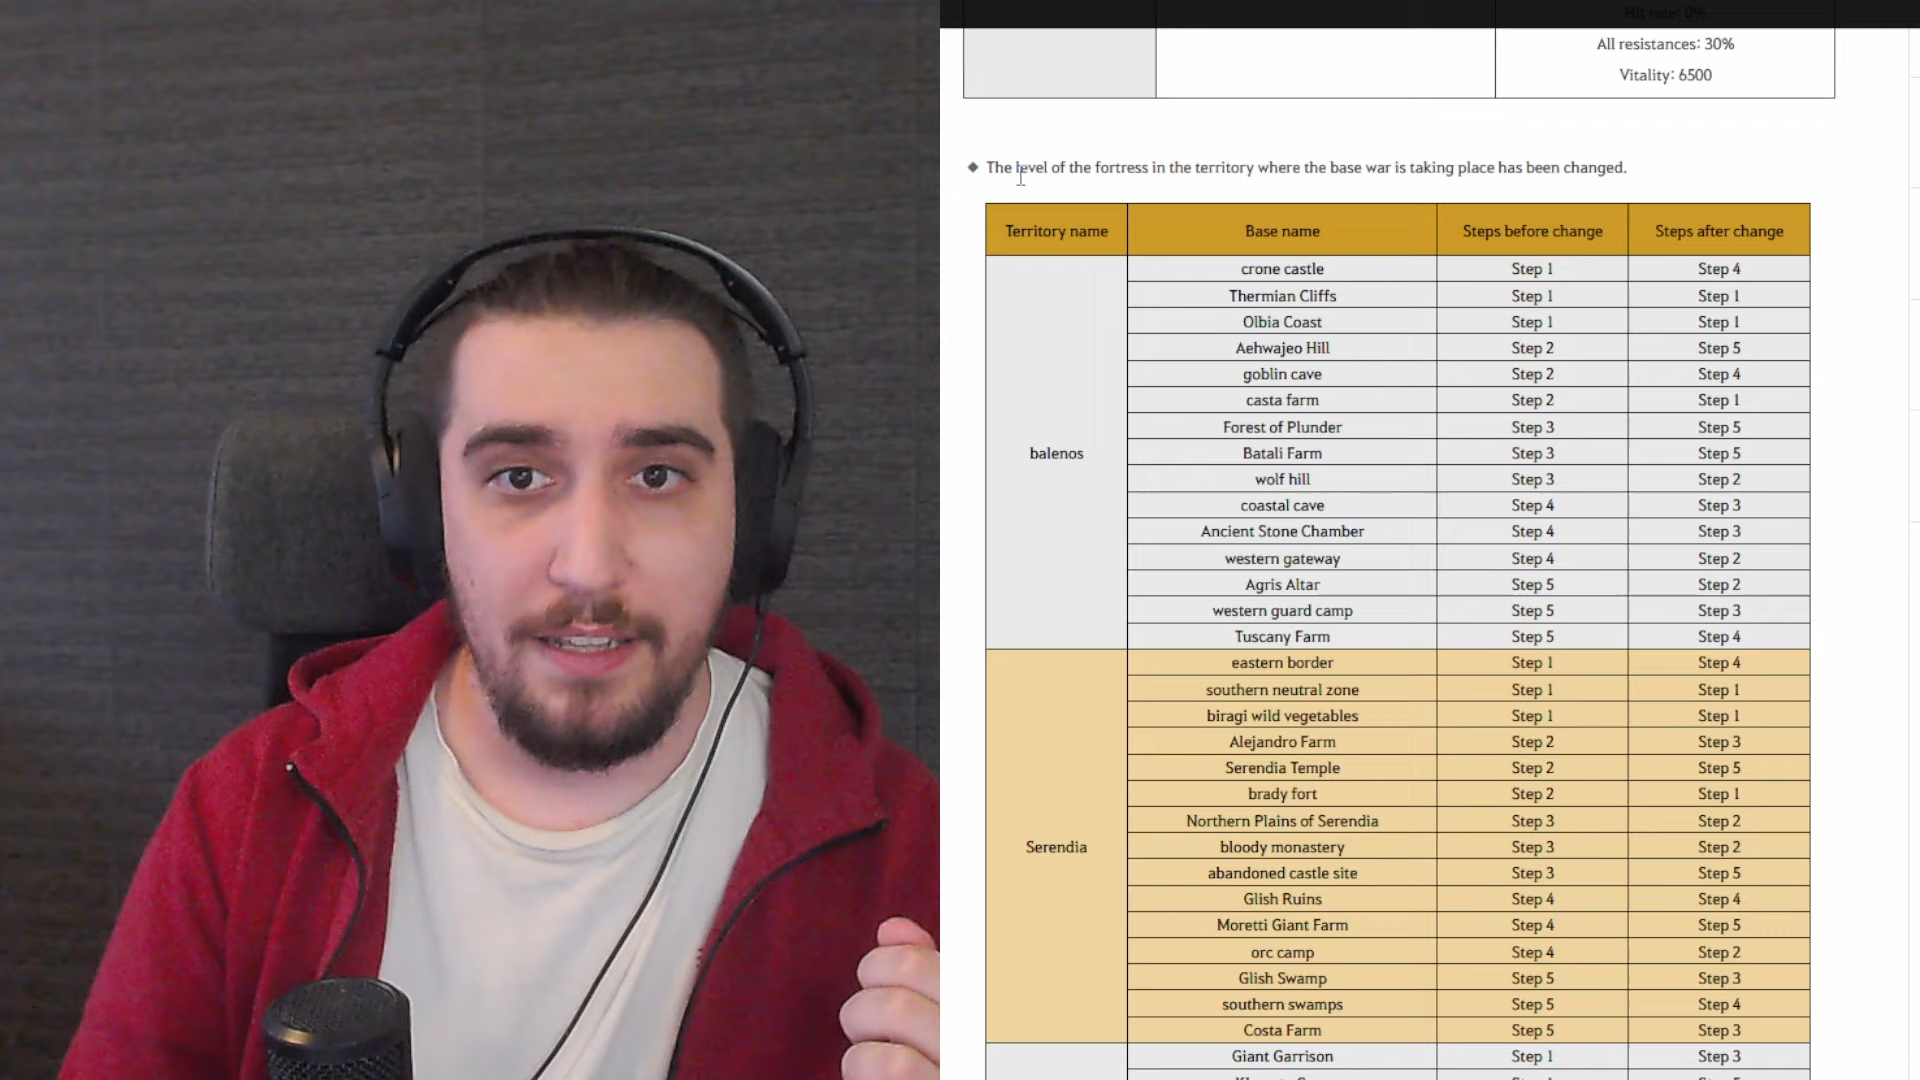 Hit rate: 0%
All resistances: 30%
Vitality: 6500
The level of the fortress in the territory where the base war is taking place has been changed.
Territory name Base name Steps before change Steps after change
balenos
crone castle Step 1 Step 4
Thermian Cliffs Step 1 Step 1
Olbia Coast Step 1 Step 1
Aehwajeo Hill Step 2 Step 5
goblin cave Step 2 Step 4
casta farm Step 2 Step 1
Forest of Plunder Step 3 Step 5
Batali Farm Step 3 Step 5
wolf hill Step 3 Step 2
coastal cave Step 4 Step 3
Ancient Stone Chamber Step 4 Step 3
western gateway Step 4 Step 2
Agris Altar Step 5 Step 2
western guard camp Step 5 Step 3
Tuscany Farm Step 5 Step 4
Serendia
eastern border Step 1 Step 4
southern neutral zone Step 1 Step 1
biragi wild vegetables Step 1 Step 1
Alejandro Farm Step 2 Step 3
Serendia Temple Step 2 Step 5
brady fort Step 2 Step 1
Northern Plains of Serendia Step 3 Step 2
bloody monastery Step 3 Step 2
abandoned castle site Step 3 Step 5
Glish Ruins Step 4 Step 4
Moretti Giant Farm Step 4 Step 5
orc camp Step 4 Step 2
Glish Swamp Step 5 Step 3
southern swamps Step 5 Step 4
Costa Farm Step 5 Step 3
Giant Garrison Step 1 Step 3